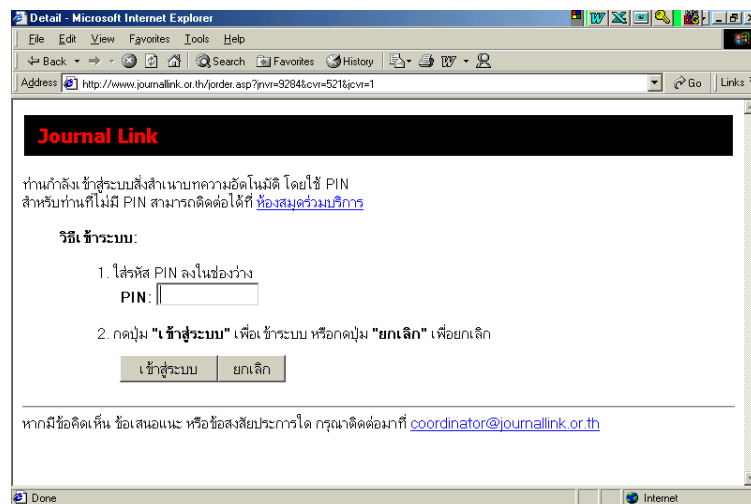 Detail - Microsoft Internet Explorer
File Edit View Favorites Tools Help
Back Search Favorites History
Address http://www.journallink.or.th/jorder.asp?jnvr=9284&cvr=521&jcvr=1 Go Links
Journal Link
ท่านกำลังเข้าสู่ระบบสั่งสำเนาบทความอัตโนมัติ โดยใช้ PIN
สำหรับท่านที่ไม่มี PIN สามารถติดต่อได้ที่ ห้องสมุดร่วมบริการ
วิธีเข้าระบบ:
1. ใส่รหัส PIN ลงในช่องว่าง
PIN:
2. กดปุ่ม "เข้าสู่ระบบ" เพื่อเข้าระบบ หรือกดปุ่ม "ยกเลิก" เพื่อยกเลิก
เข้าสู่ระบบ ยกเลิก
หากมีข้อคิดเห็น ข้อเสนอแนะ หรือข้อสงสัยประการใด กรุณาติดต่อมาที่ coordinator@journallink.or.th
Done Internet